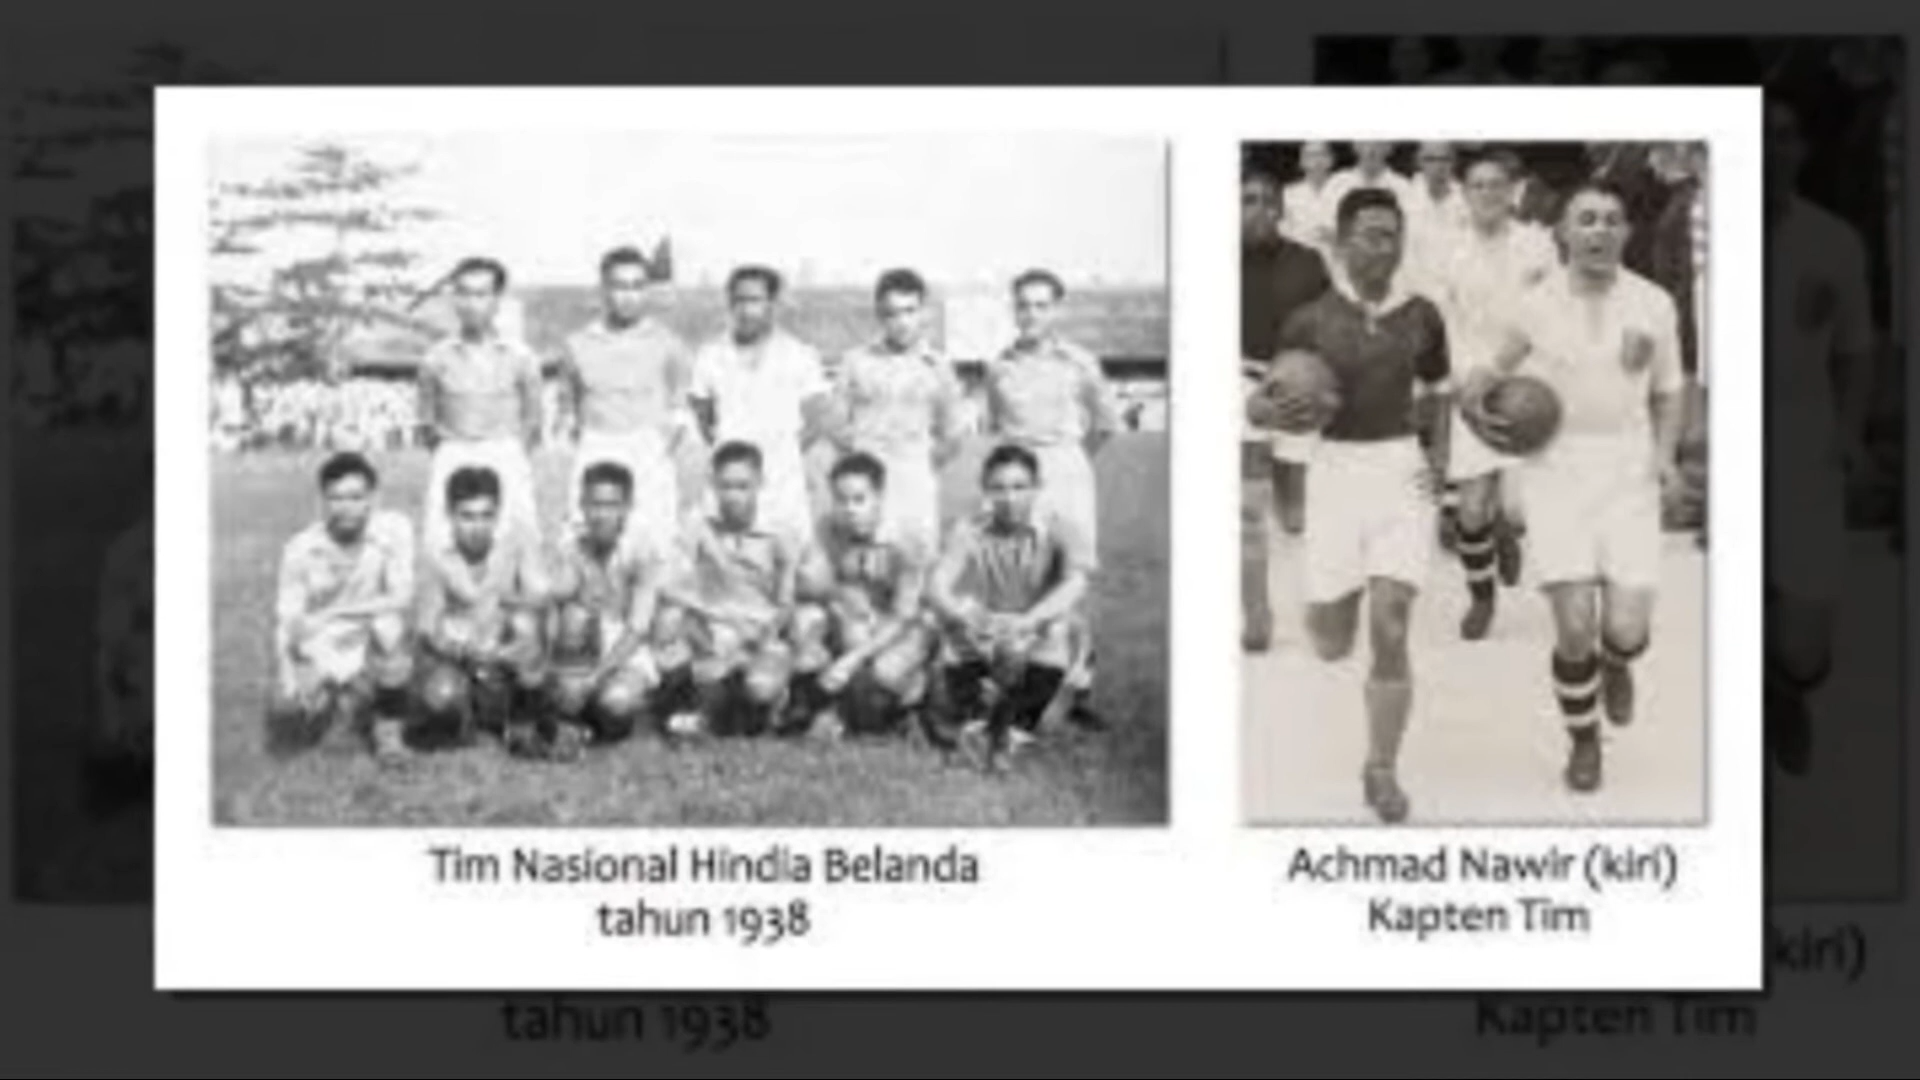 Tim Nasional Hindia Belanda
tahun 1938
Achmad Nawir (kiri)
Kapten Tim
kiri)
tahun 1938
Kapten Tim